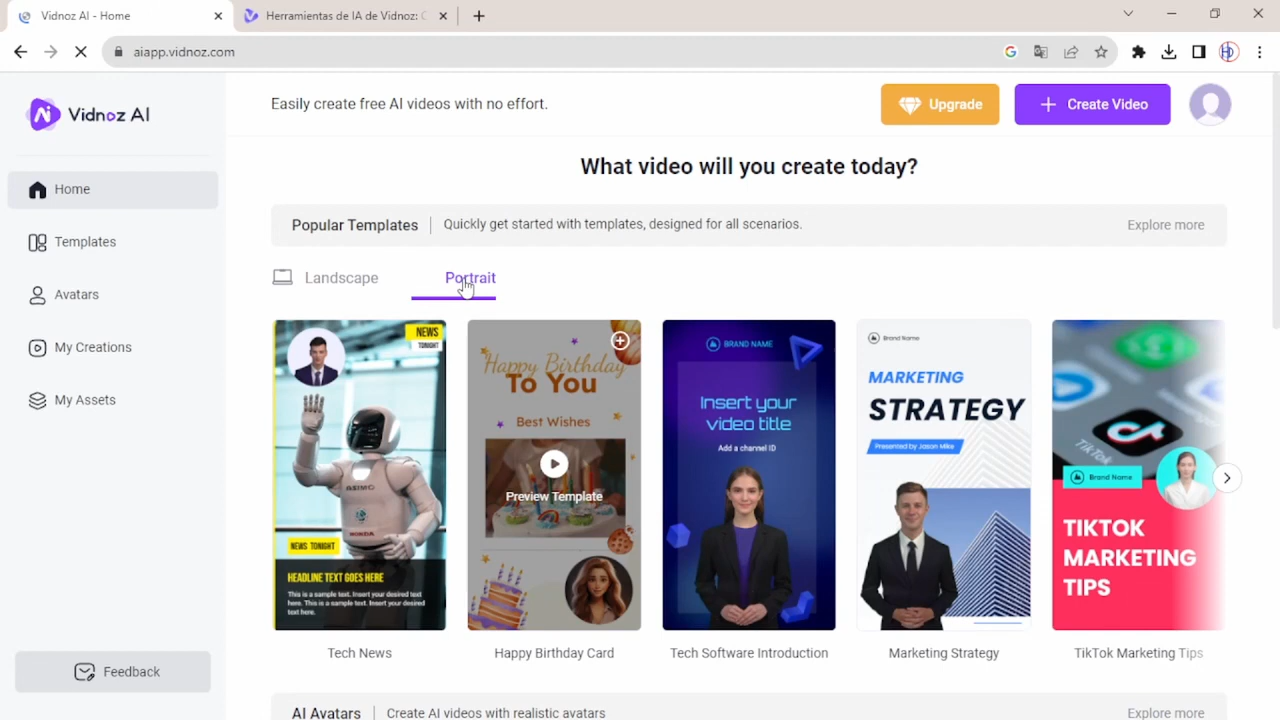 Vidnoz AI - Home
Herramientas de IA de Vidnoz:
aiapp.vidnoz.com
Vidnoz AI
Easily create free AI videos with no effort.
Upgrade
Create Video
Home
Templates
Avatars
My Creations
My Assets
Feedback
What video will you create today?
Popular Templates
Quickly get started with templates, designed for all scenarios.
Explore more
Landscape
Portrait
NEWS
TONIGHT
ASIMO
HONDA
NEWS TONIGHT
HEADLINE TEXT GOES HERE
This is a sample text. Insert your desired text
here. This is a sample text. Insert your desired
text here.
Tech News
Happy Birthday
To You
Best Wishes
Preview Template
Happy Birthday Card
BRAND NAME
Insert your
video title
Add a channel ID
Tech Software Introduction
Brand Name
MARKETING
STRATEGY
Presented by Jason Mike
Marketing Strategy
TikTok
Brand Name
TIKTOK
MARKETING
TIPS
TikTok Marketing Tips
AI Avatars
Create AI videos with realistic avatars
Explore more